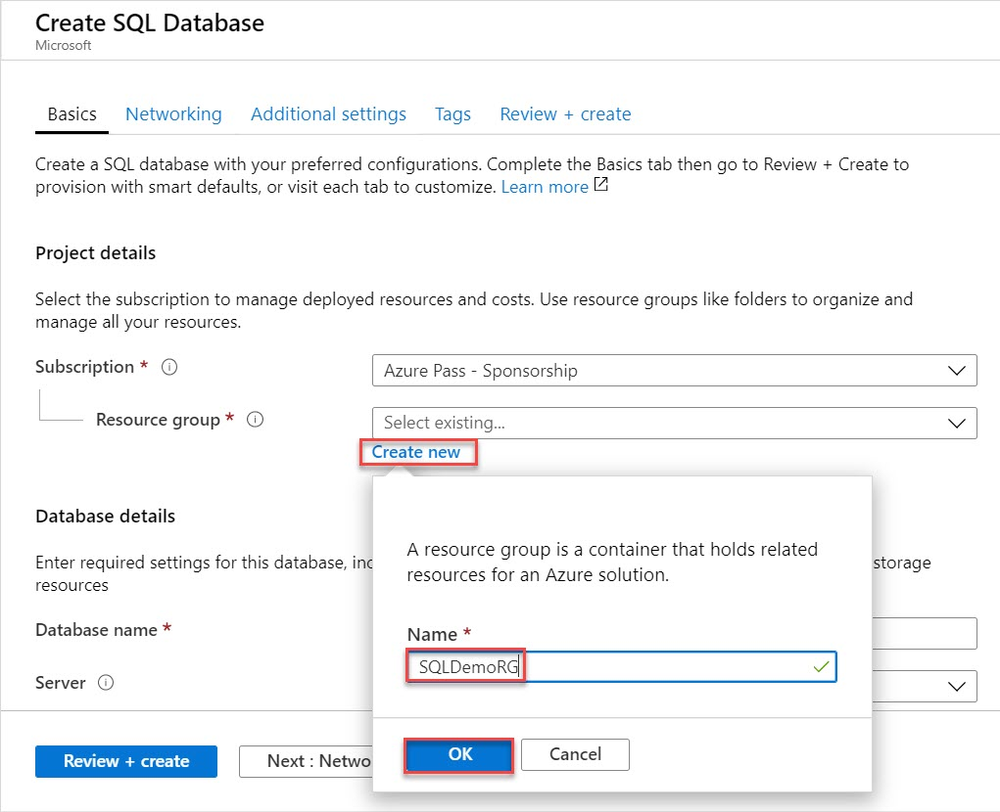 Create SQL Database
Microsoft
Basics Networking Additional settings Tags Review + create
Create a SQL database with your preferred configurations. Complete the Basics tab then go to Review + Create to
provision with smart defaults, or visit each tab to customize. Learn more
Project details
Select the subscription to manage deployed resources and costs. Use resource groups like folders to organize and
manage all your resources.
Subscription *
Azure Pass - Sponsorship
Resource group *
Select existing...
Create new
Database details
Enter required settings for this database, inc
storage
resources
Database name *
Server
A resource group is a container that holds related
resources for an Azure solution.
Name *
SQLDemoRG
OK Cancel
Review + create Next : Netwo